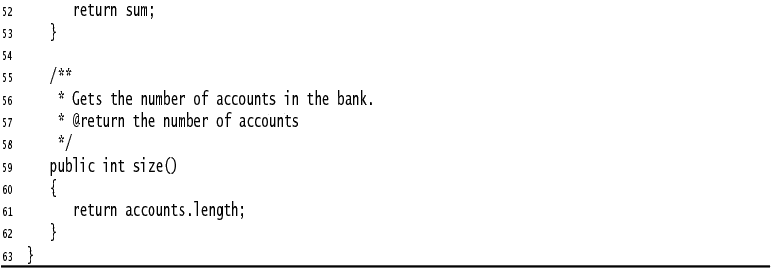 52 return sum;
53 }
54
55 /**
56 * Gets the number of accounts in the bank.
57 * @return the number of accounts
58 */
59 public int size()
60 {
61 return accounts.length;
62 }
63 }